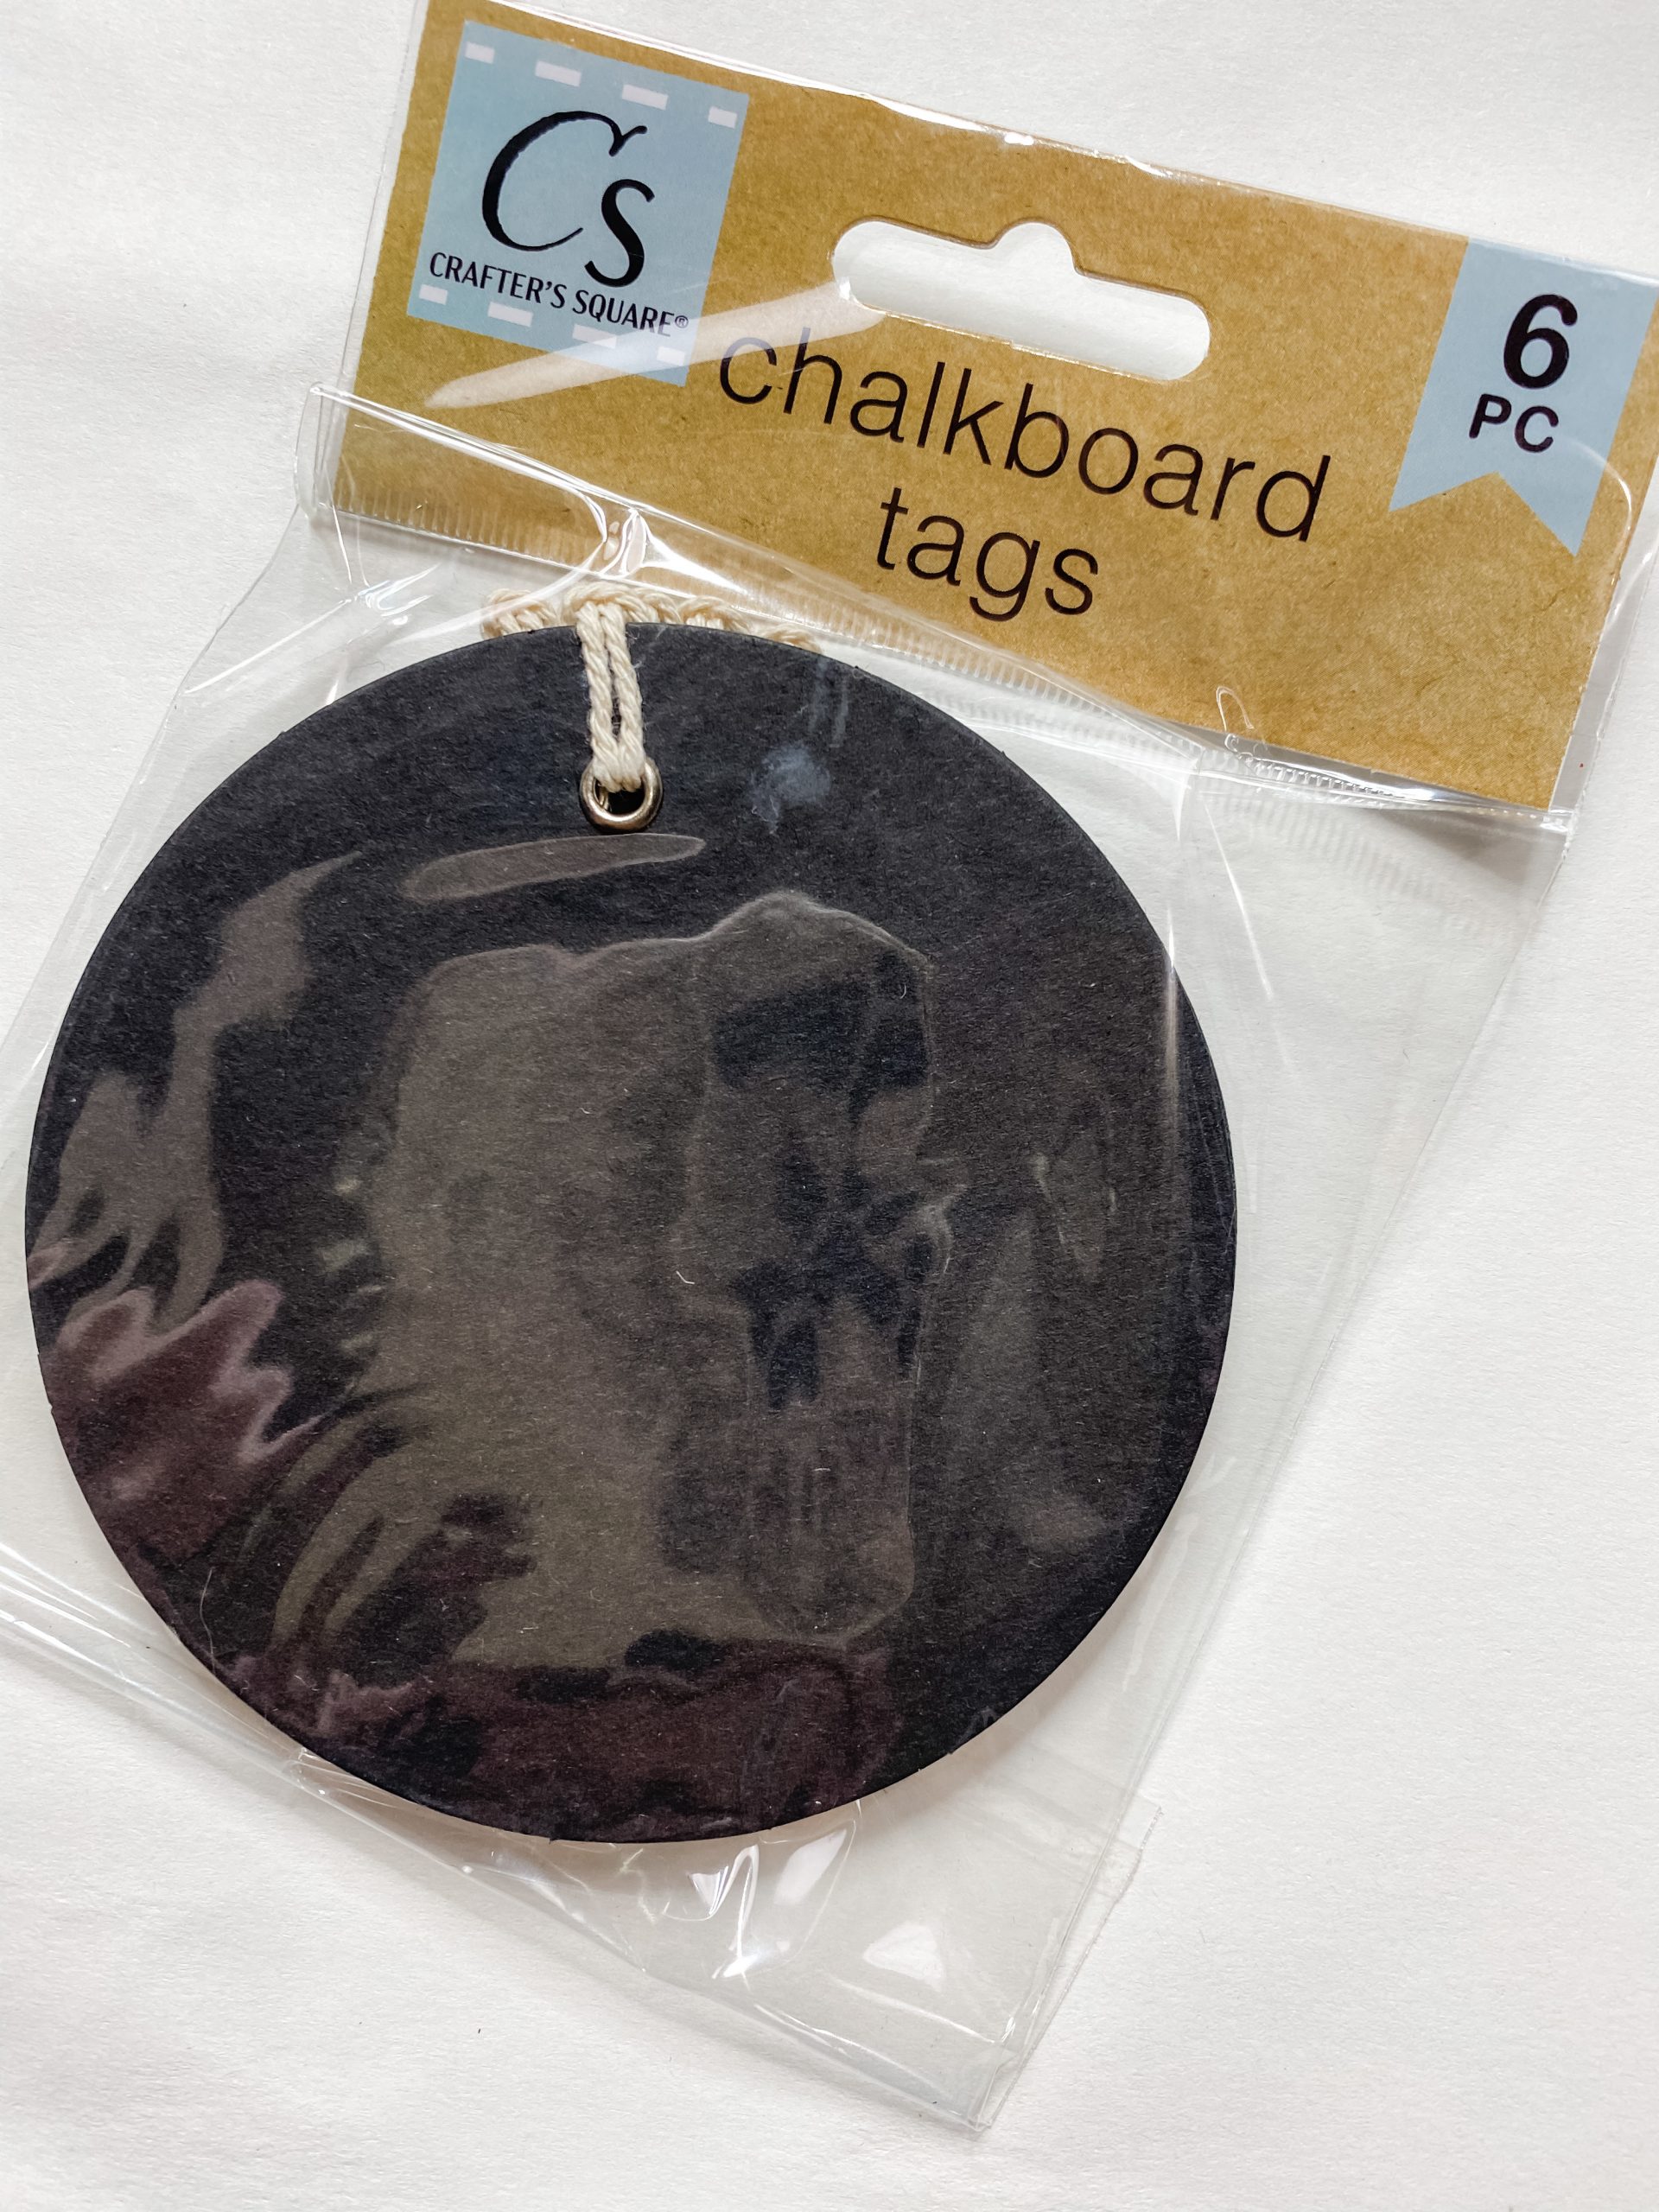 Cs
CRAFTER'S SQUARE®
chalkboard
tags
6
PC